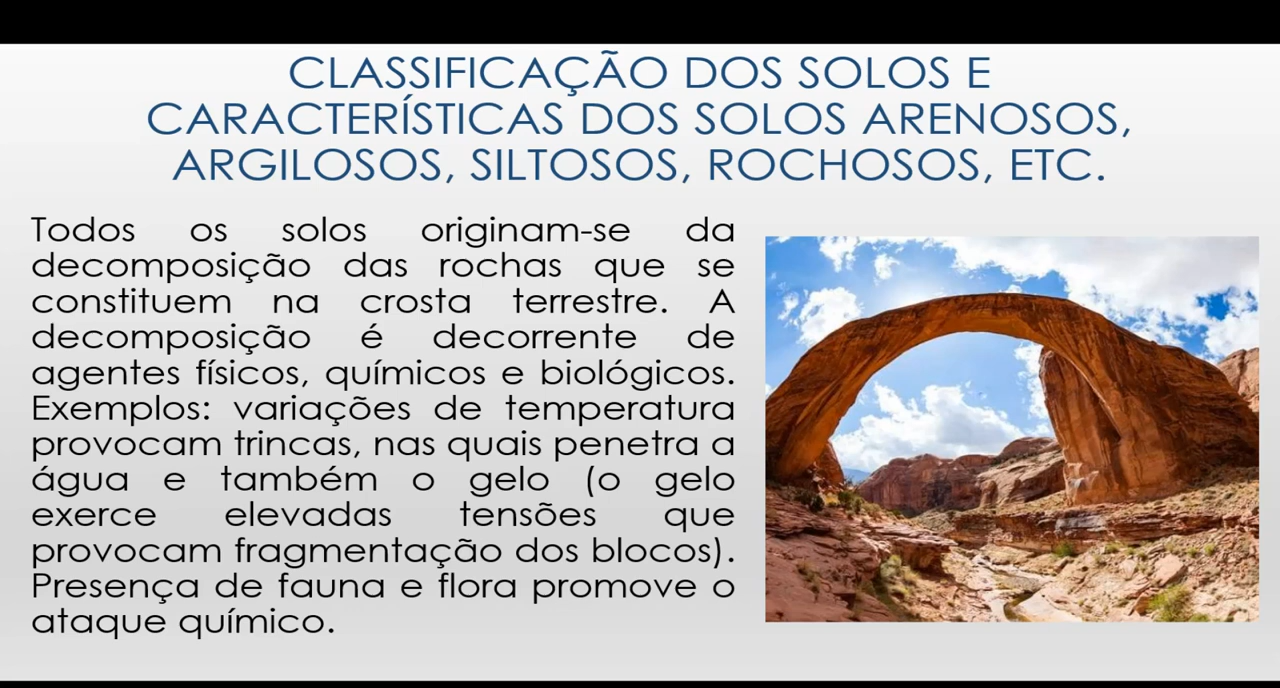 CLASSIFICAÇÃO DOS SOLOS E
CARACTERÍSTICAS DOS SOLOS ARENOSOS,
ARGILOSOS, SILTOSOS, ROCHOSOS, ETC.
Todos os solos originam-se da
decomposição das rochas que se
constituem na crosta terrestre. A
decomposição é decorrente de
agentes físicos, químicos e biológicos.
Exemplos: variações de temperatura
provocam trincas, nas quais penetra a
água e também o gelo (o gelo
exerce elevadas tensões que
provocam fragmentação dos blocos).
Presença de fauna e flora promove o
ataque químico.